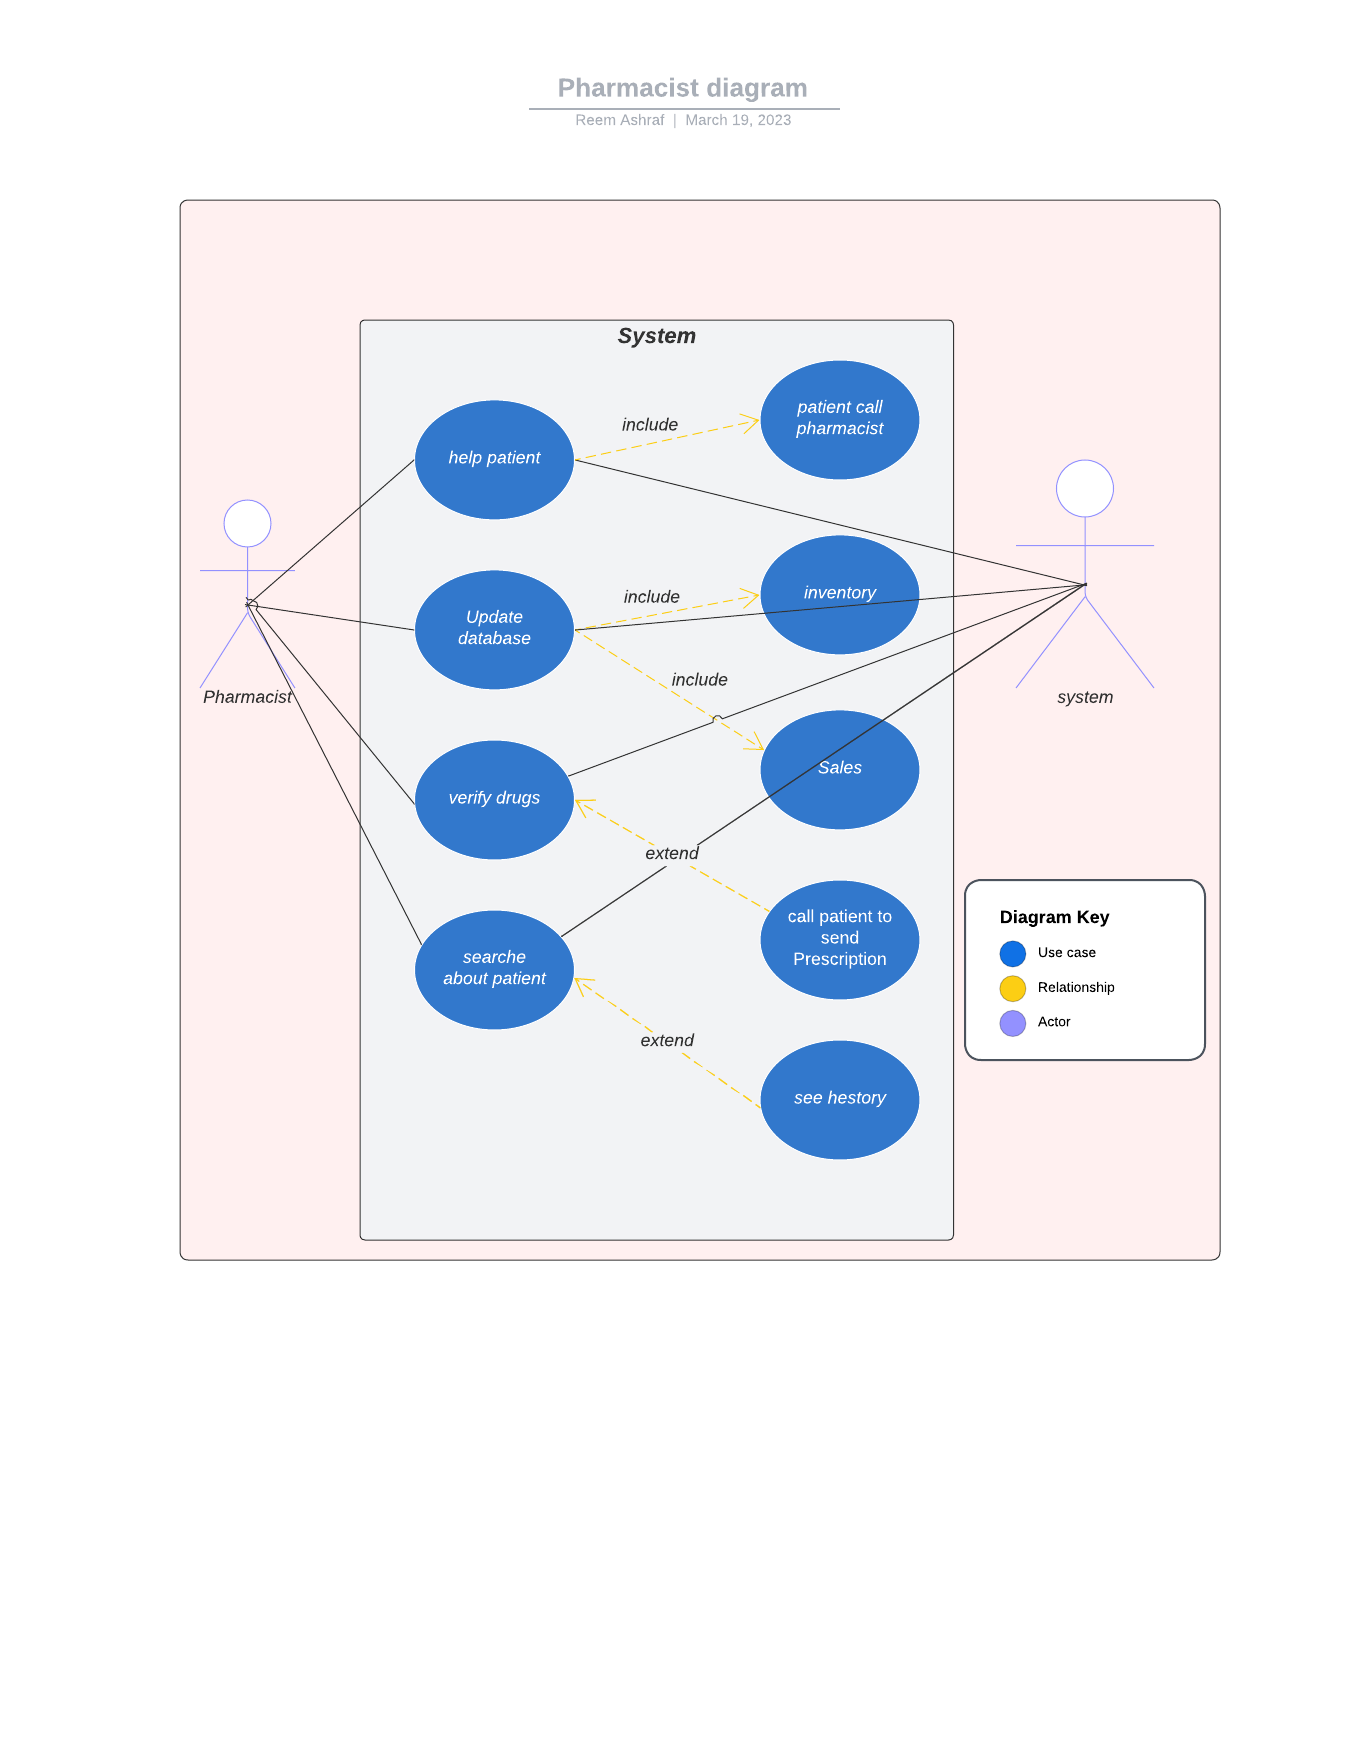 Pharmacist diagram
Reem Ashraf | March 19, 2023
System
patient call
pharmacist
include
help patient
inventory
include
Update
database
include
Pharmacist
system
Sales
verify drugs
extend
call patient to
send
Prescription
searche
about patient
extend
see hestory
Diagram Key
Use case
Relationship
Actor